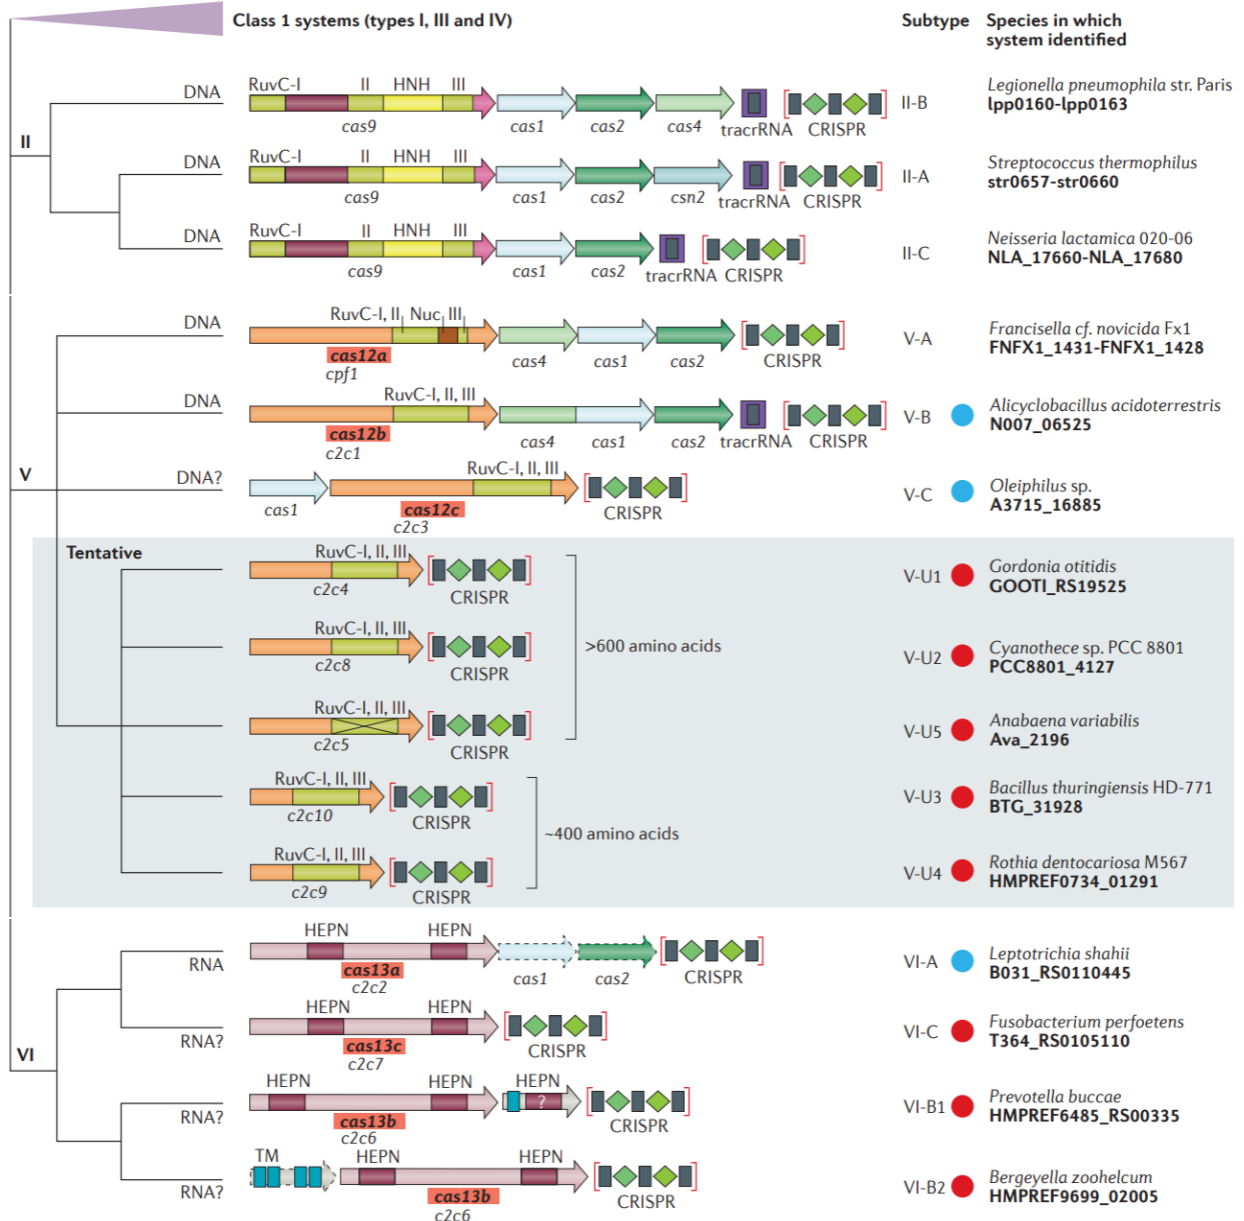 Class 1 systems (types I, III and IV)
Subtype
Species in which
system identified
II
DNA
RuvC-I II HNH III
cas9
cas1
cas2
cas4
tracrRNA
CRISPR
II-B
Legionella pneumophila str. Paris
lpp0160-lpp0163
DNA
RuvC-I II HNH III
cas9
cas1
cas2
csn2
tracrRNA
CRISPR
II-A
Streptococcus thermophilus
str0657-str0660
DNA
RuvC-I II HNH III
cas9
cas1
cas2
tracrRNA
CRISPR
II-C
Neisseria lactamica 020-06
NLA_17660-NLA_17680
V
DNA
RuvC-I, II Nuc III
cas12a
cpf1
cas4
cas1
cas2
CRISPR
V-A
Francisella cf. novicida Fx1
FNFX1_1431-FNFX1_1428
DNA
RuvC-I, II, III
cas12b
c2c1
cas4
cas1
cas2
tracrRNA
CRISPR
V-B
Alicyclobacillus acidoterrestris
N007_06525
DNA?
cas1
RuvC-I, II, III
cas12c
c2c3
CRISPR
V-C
Oleiphilus sp.
A3715_16885
Tentative
RuvC-I, II, III
c2c4
CRISPR
V-U1
Gordonia otitidis
GOOTI_RS19525
>600 amino acids
RuvC-I, II, III
c2c8
CRISPR
V-U2
Cyanothece sp. PCC 8801
PCC8801_4127
RuvC-I, II, III
c2c5
CRISPR
V-U5
Anabaena variabilis
Ava_2196
RuvC-I, II, III
c2c10
CRISPR
V-U3
Bacillus thuringiensis HD-771
BTG_31928
~400 amino acids
RuvC-I, II, III
c2c9
CRISPR
V-U4
Rothia dentocariosa M567
HMPREF0734_01291
VI
RNA
HEPN HEPN
cas13a
c2c2
cas1
cas2
CRISPR
VI-A
Leptotrichia shahii
B031_RS0110445
RNA?
HEPN HEPN
cas13c
c2c7
CRISPR
VI-C
Fusobacterium perfoetens
T364_RS0105110
RNA?
HEPN HEPN HEPN
?
cas13b
c2c6
CRISPR
VI-B1
Prevotella buccae
HMPREF6485_RS00335
RNA?
TM HEPN HEPN
cas13b
c2c6
CRISPR
VI-B2
Bergeyella zoohelcum
HMPREF9699_02005